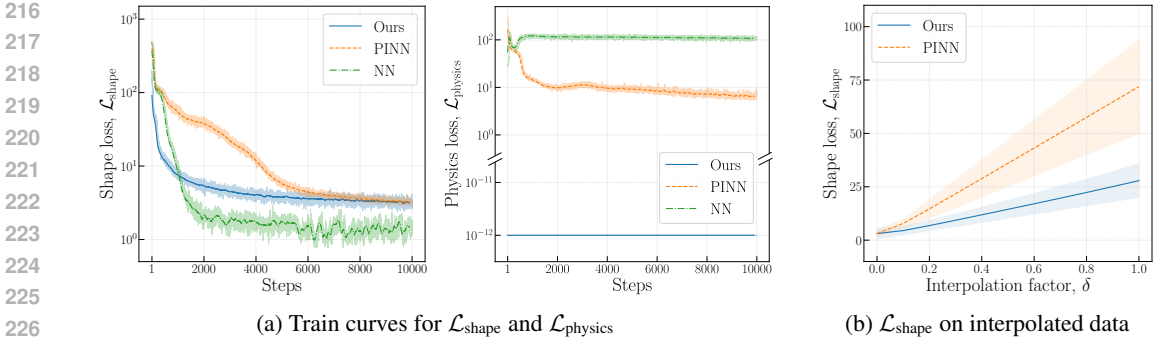 216
217
218
219
220
221
222
223
224
225
226
10³
10²
10¹
10⁰
Shape loss, 𝓛shape
Ours
PINN
NN
1 2000 4000 6000 8000 10000
Steps
10²
10¹
10⁰
10⁻¹¹
10⁻¹²
Physics loss, 𝓛physics
Ours
PINN
NN
1 2000 4000 6000 8000 10000
Steps
(a) Train curves for 𝓛shape and 𝓛physics
100
75
50
25
0
Shape loss, 𝓛shape
Ours
PINN
0.0 0.2 0.4 0.6 0.8 1.0
Interpolation factor, δ
(b) 𝓛shape on interpolated data